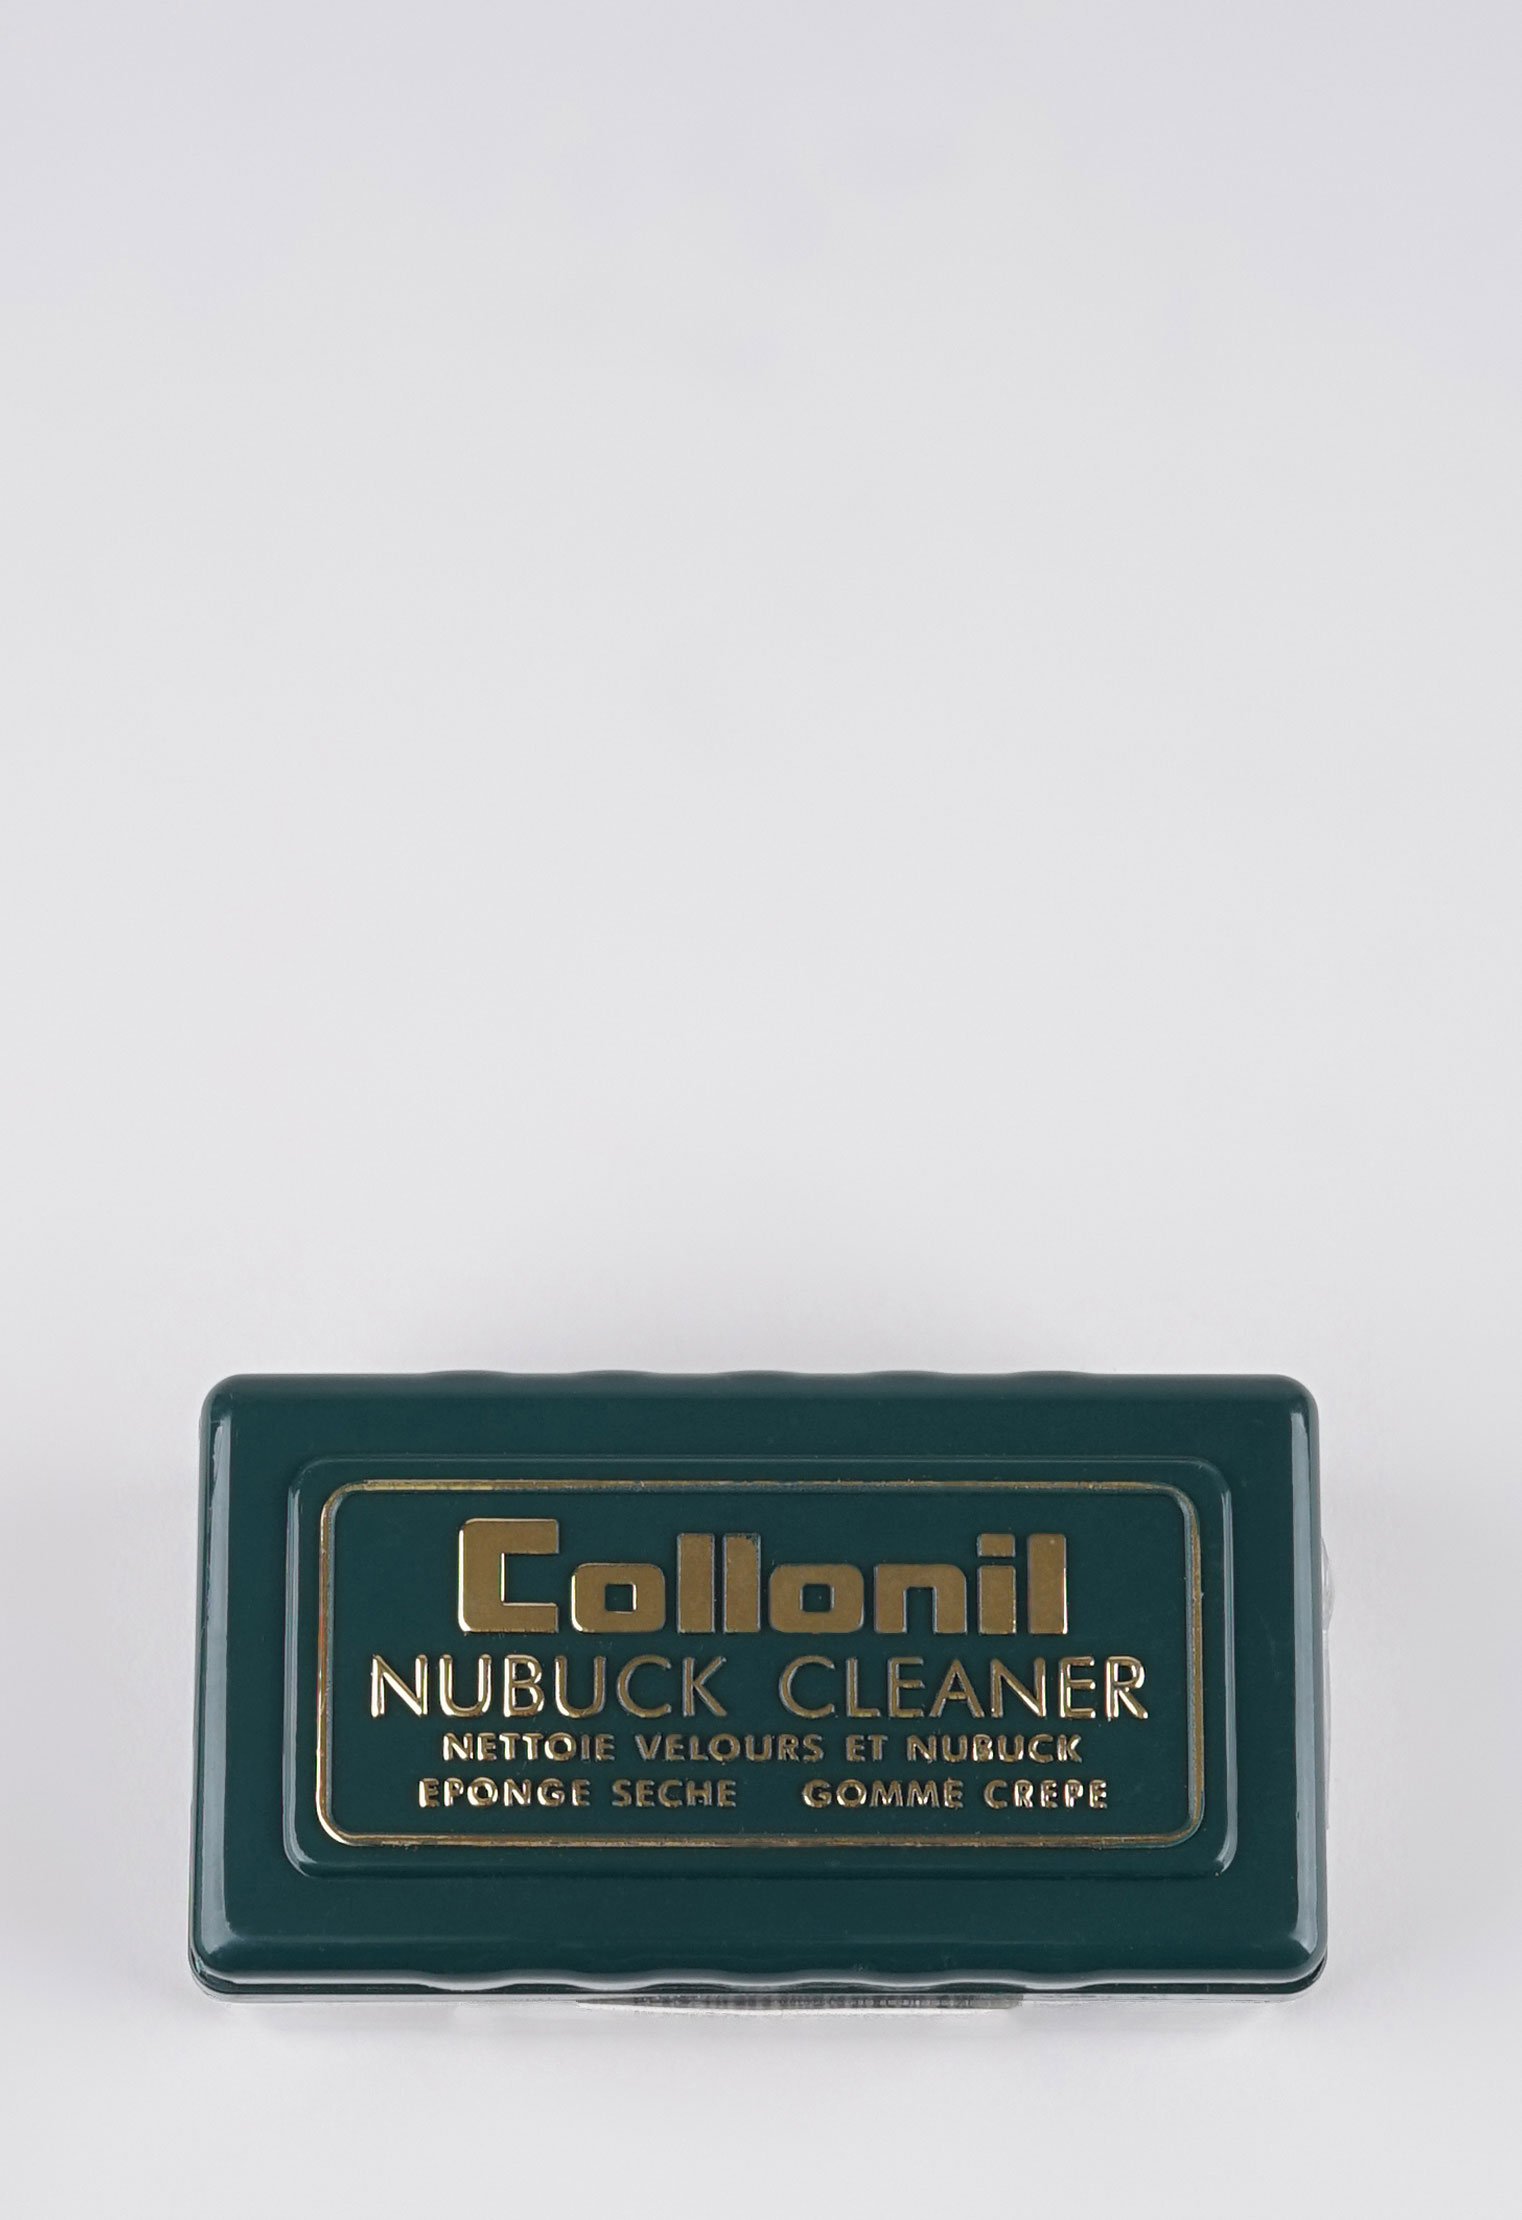 Collonil
NUBUCK CLEANER
NETTOIE VELOURS ET NUBUCK
EPONGE SECHE GOMME CREPE